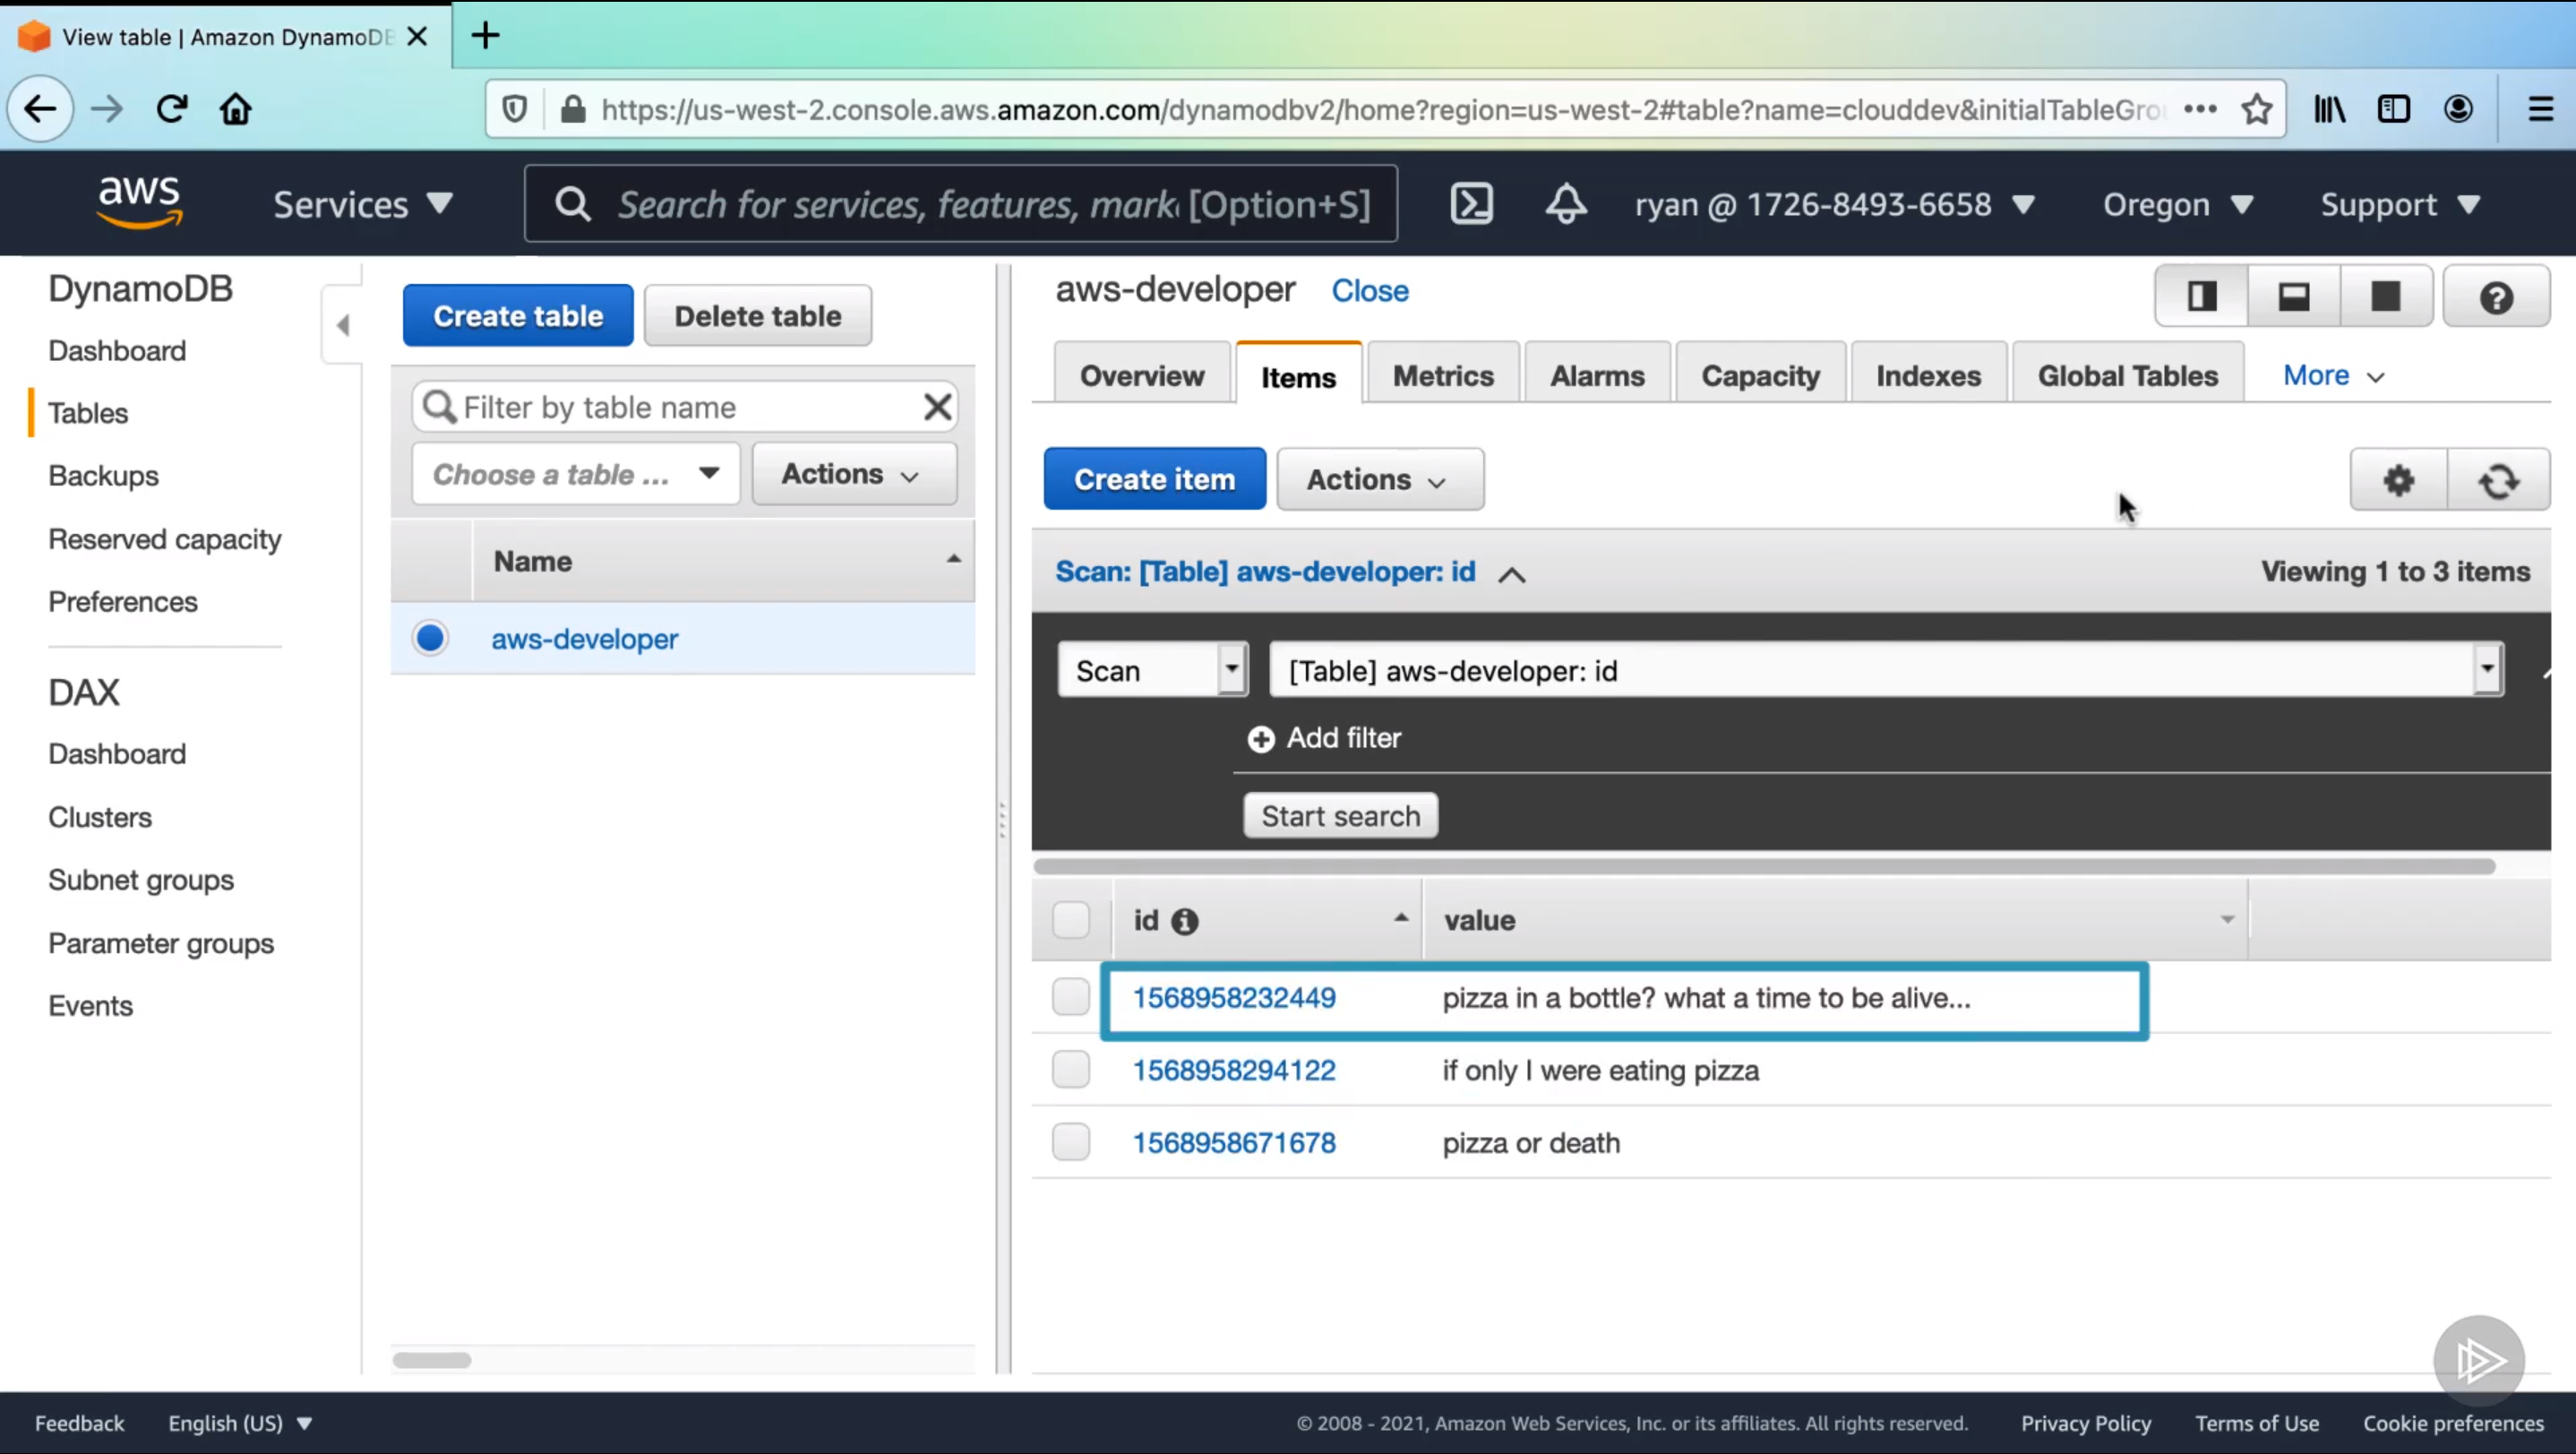 View table | Amazon DynamoDB
https://us-west-2.console.aws.amazon.com/dynamodbv2/home?region=us-west-2#table?name=clouddev&initialTableGro
aws
Services
Search for services, features, mark [Option+S]
ryan @ 1726-8493-6658
Oregon
Support
DynamoDB
Dashboard
Tables
Backups
Reserved capacity
Preferences
DAX
Dashboard
Clusters
Subnet groups
Parameter groups
Events
Create table
Delete table
Filter by table name
Choose a table ...
Actions
Name
aws-developer
aws-developer Close
Overview Items Metrics Alarms Capacity Indexes Global Tables More
Create item Actions
Scan: [Table] aws-developer: id
Viewing 1 to 3 items
Scan
[Table] aws-developer: id
Add filter
Start search
id value
1568958232449 pizza in a bottle? what a time to be alive...
1568958294122 if only I were eating pizza
1568958671678 pizza or death
Feedback English (US)
© 2008 - 2021, Amazon Web Services, Inc. or its affiliates. All rights reserved. Privacy Policy Terms of Use Cookie preferences